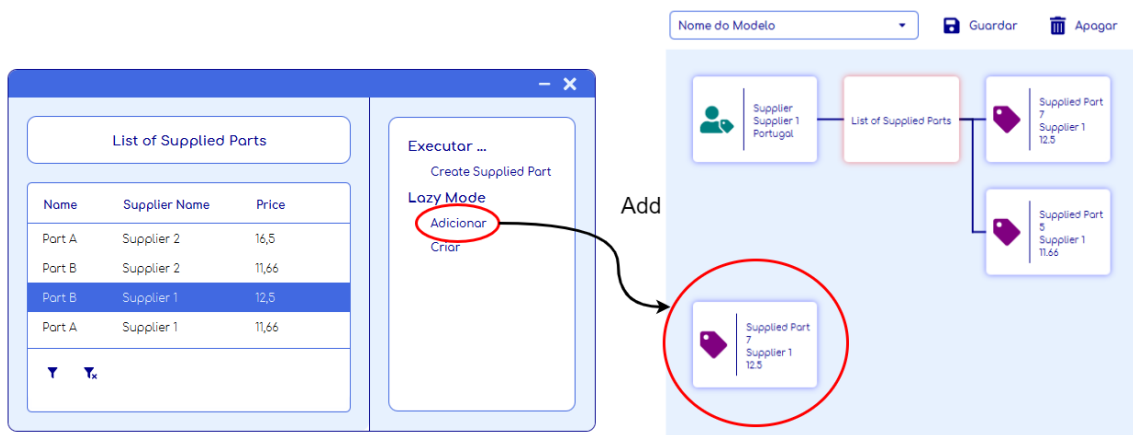 Nome do Modelo
Guardar
Apagar
List of Supplied Parts
Name Supplier Name Price
Part A Supplier 2 16,5
Part B Supplier 2 11,66
Part B Supplier 1 12,5
Part A Supplier 1 11,66
Executar ...
Create Supplied Part
Lazy Mode
Adicionar
Criar
Add
Supplier
Supplier 1
Portugal
List of Supplied Parts
Supplied Part
7
Supplier 1
12.5
Supplied Part
5
Supplier 1
11.66
Supplied Part
7
Supplier 1
12.5